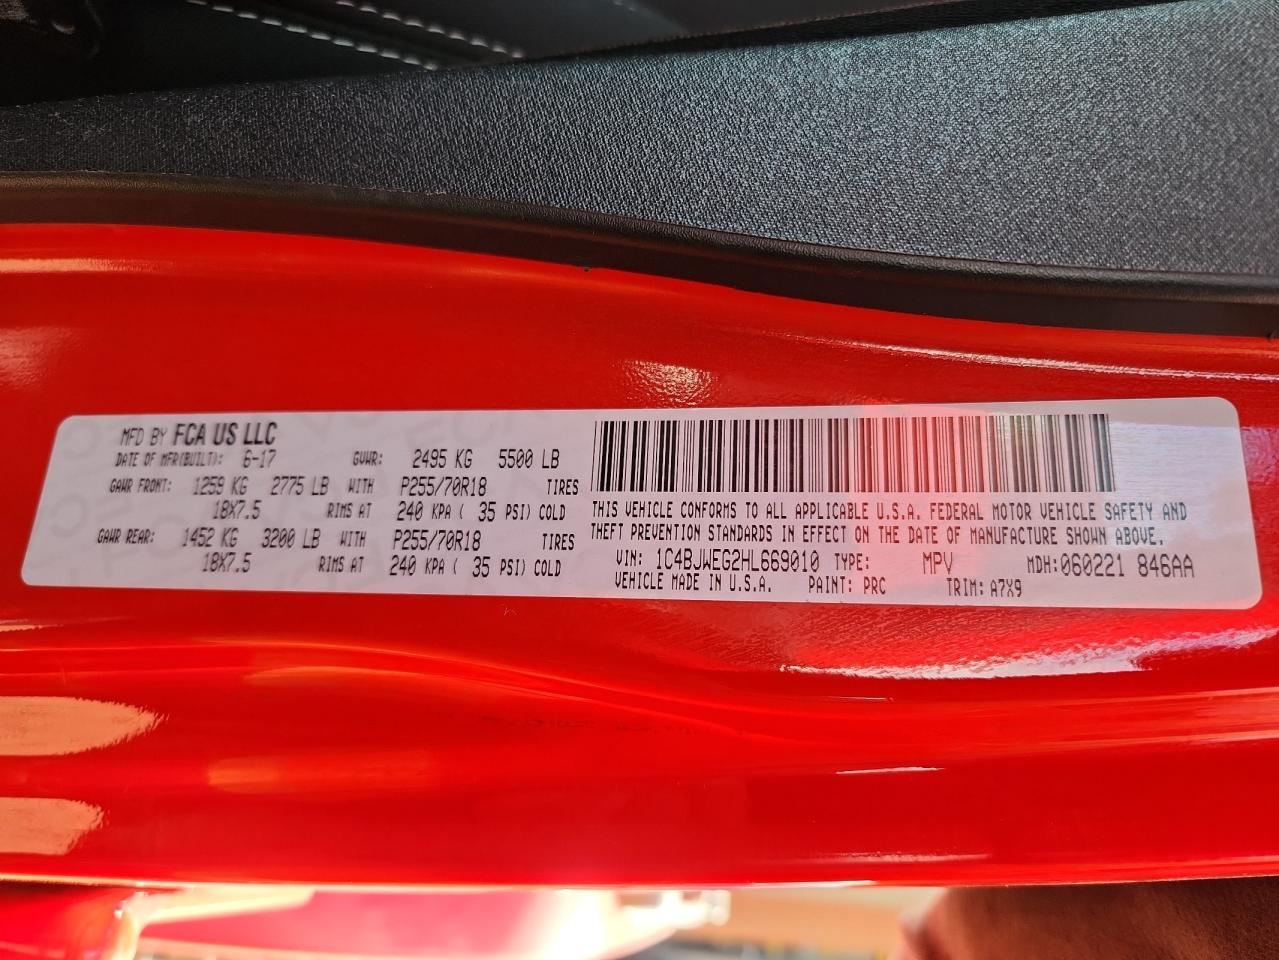 MFD BY FCA US LLC
DATE OF MFR(BUILT): 6-17 GVWR: 2495 KG 5500 LB
GAWR FRONT: 1259 KG 2775 LB WITH P255/70R18 TIRES
18X7.5 RIMS AT 240 KPA ( 35 PSI) COLD
GAWR REAR: 1452 KG 3200 LB WITH P255/70R18 TIRES
18X7.5 RIMS AT 240 KPA ( 35 PSI) COLD
THIS VEHICLE CONFORMS TO ALL APPLICABLE U.S.A. FEDERAL MOTOR VEHICLE SAFETY AND
THEFT PREVENTION STANDARDS IN EFFECT ON THE DATE OF MANUFACTURE SHOWN ABOVE.
VIN: 1C4BJWEG2HL669010 TYPE: MPV MDH:060221 846AA
VEHICLE MADE IN U.S.A. PAINT: PRC TRIM: A7X9